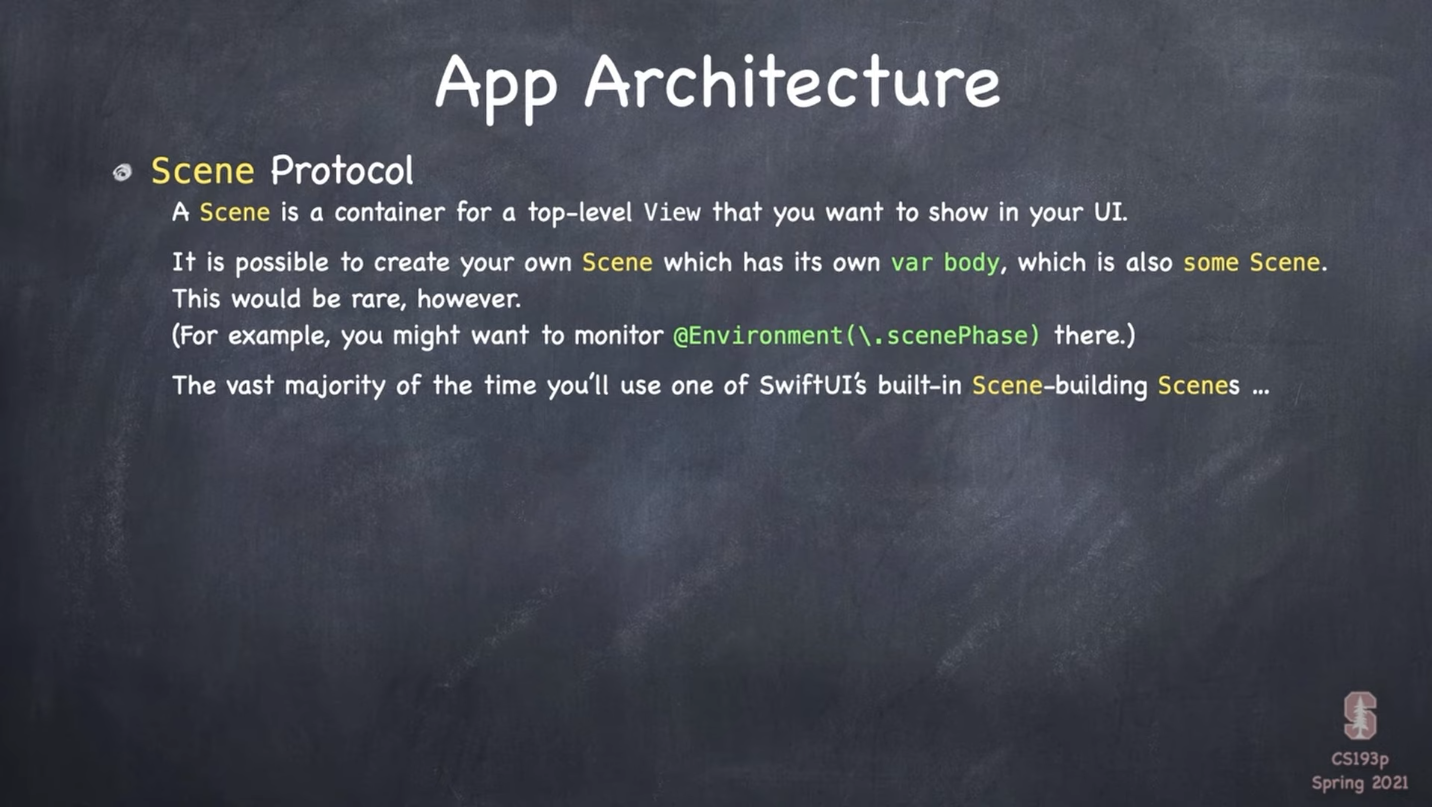 App Architecture
Scene Protocol
A Scene is a container for a top-level View that you want to show in your UI.
It is possible to create your own Scene which has its own var body, which is also some Scene.
This would be rare, however.
(For example, you might want to monitor @Environment(\.scenePhase) there.)
The vast majority of the time you'll use one of SwiftUI's built-in Scene-building Scenes ...
S
CS193p
Spring 2021